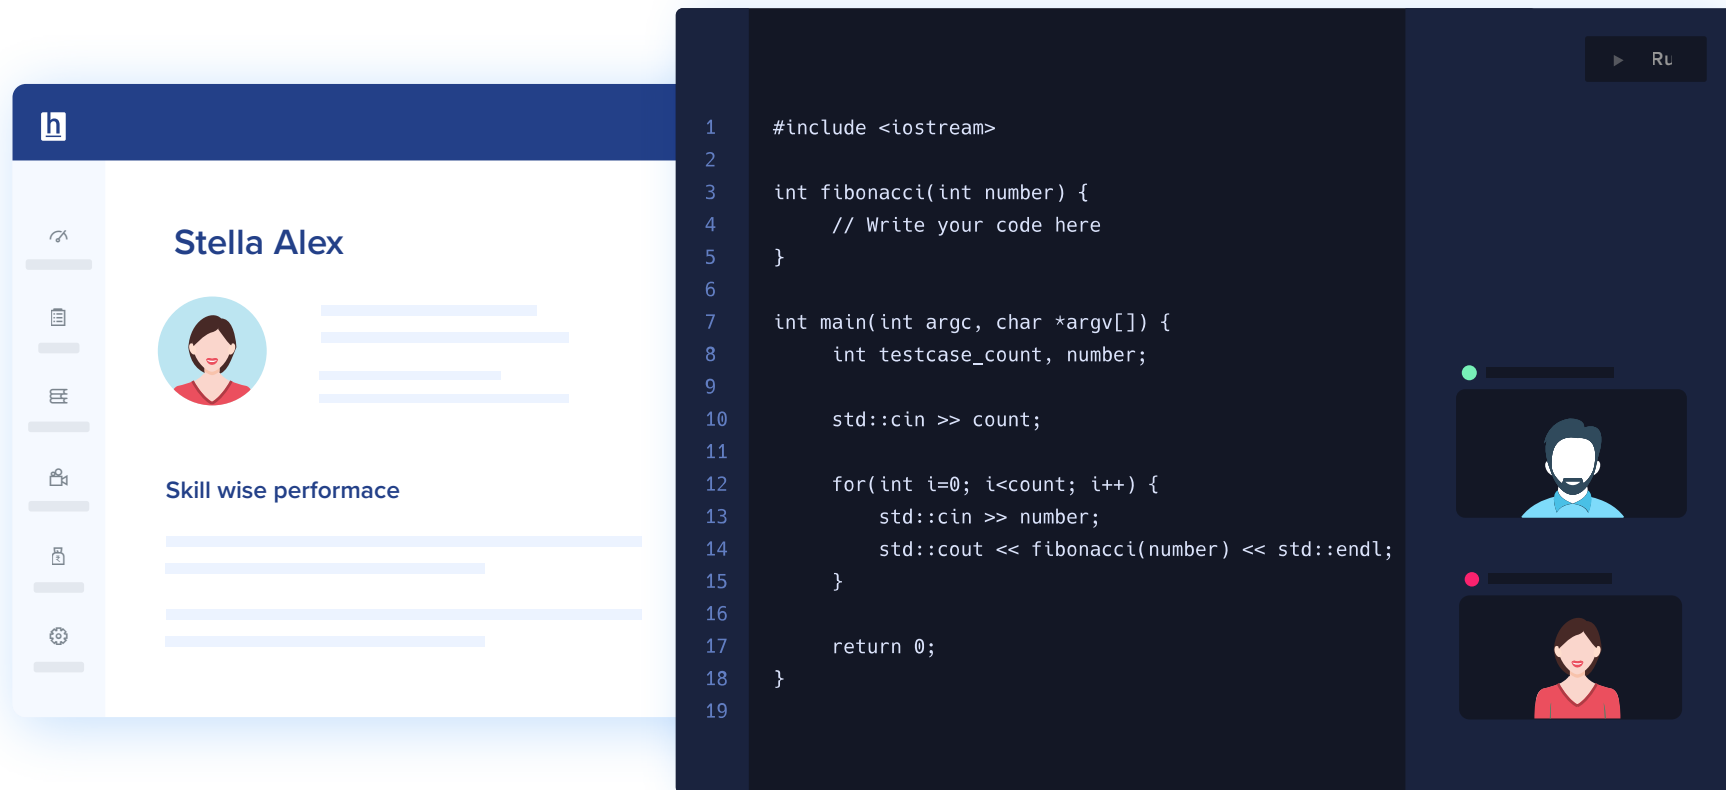 h
Stella Alex
Skill wise performace
Ru
1 #include <iostream>
2
3 int fibonacci(int number) {
4 // Write your code here
5 }
6
7 int main(int argc, char *argv[]) {
8 int testcase_count, number;
9
10 std::cin >> count;
11
12 for(int i=0; i<count; i++) {
13 std::cin >> number;
14 std::cout << fibonacci(number) << std::endl;
15 }
16
17 return 0;
18 }
19